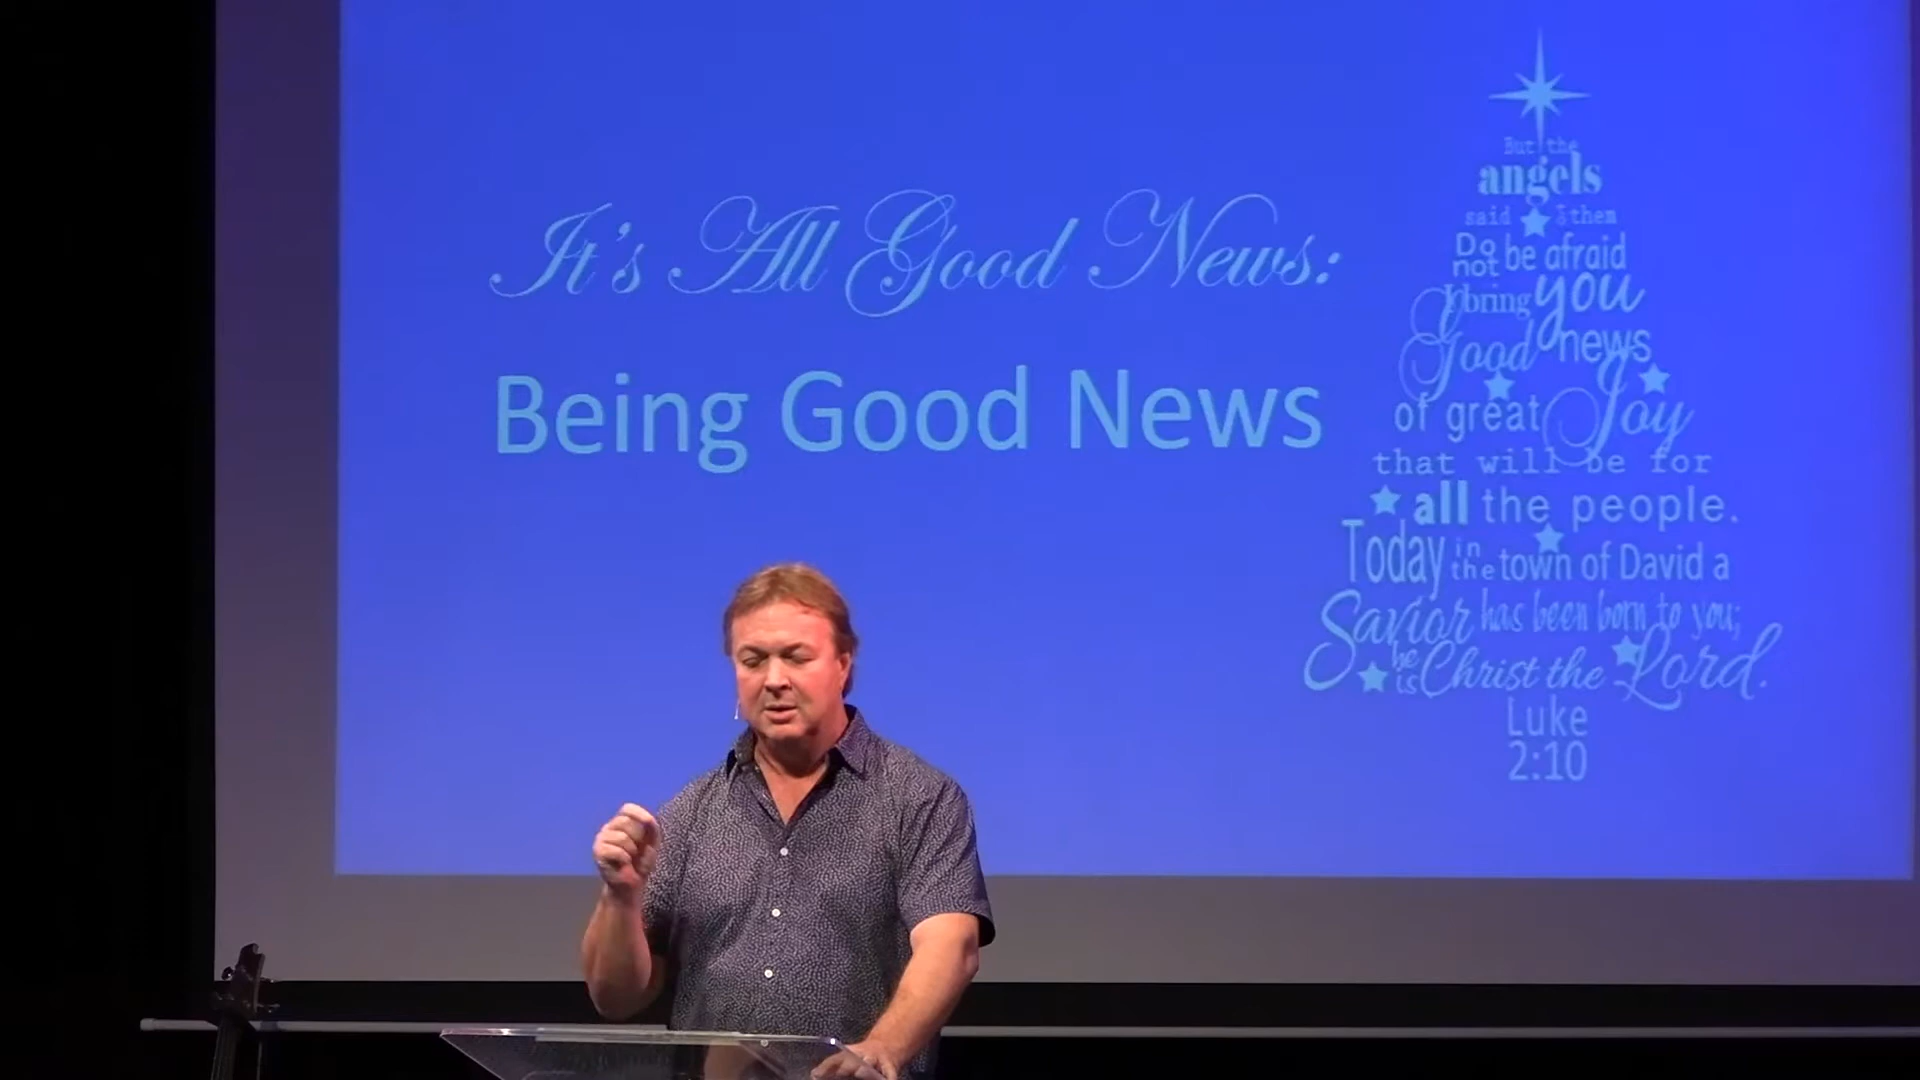 It's All Good News:
Being Good News
But the
angels
said to them
Do not be afraid
I bring you
Good news
of great Joy
that will be for
all the people.
Today in the town of David a
Savior has been born to you;
he is Christ the Lord.
Luke
2:10